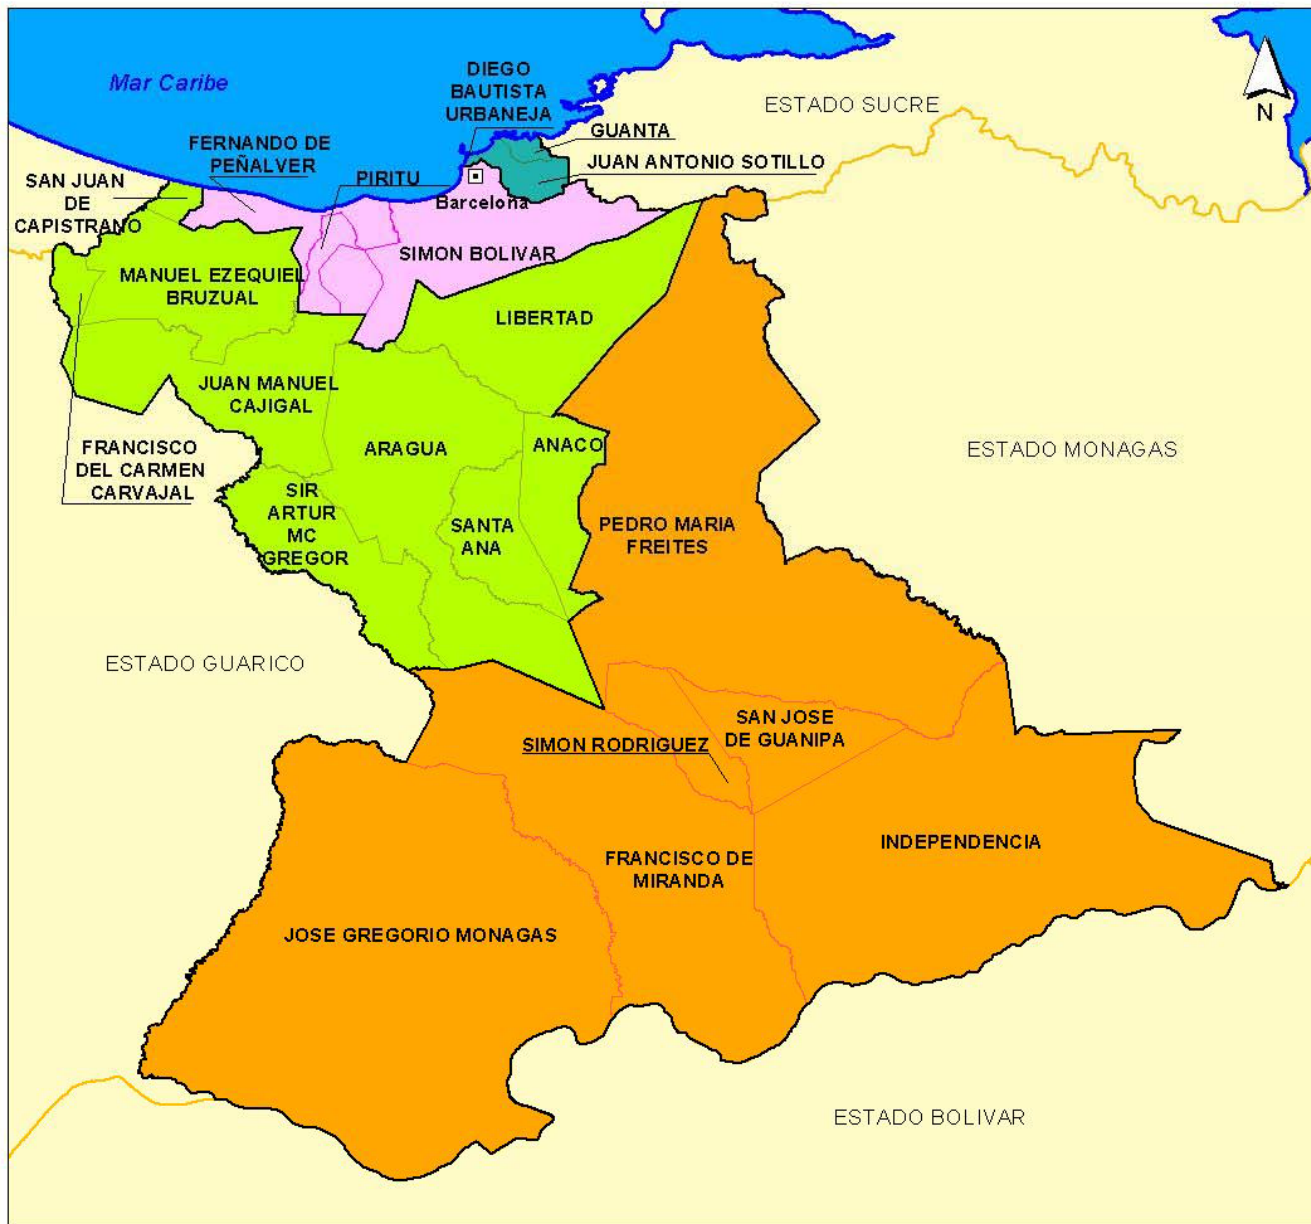 Mar Caribe
DIEGO
BAUTISTA
URBANEJA
ESTADO SUCRE
N
GUANTA
FERNANDO DE
PEÑALVER
JUAN ANTONIO SOTILLO
PIRITU
SAN JUAN
DE
CAPISTRANO
Barcelona
SIMON BOLIVAR
MANUEL EZEQUIEL
BRUZUAL
LIBERTAD
JUAN MANUEL
CAJIGAL
ARAGUA
ANACO
ESTADO MONAGAS
FRANCISCO
DEL CARMEN
CARVAJAL
SIR
ARTUR
MC
GREGOR
SANTA
ANA
PEDRO MARIA
FREITES
ESTADO GUARICO
SAN JOSE
DE GUANIPA
SIMON RODRIGUEZ
INDEPENDENCIA
FRANCISCO DE
MIRANDA
JOSE GREGORIO MONAGAS
ESTADO BOLIVAR